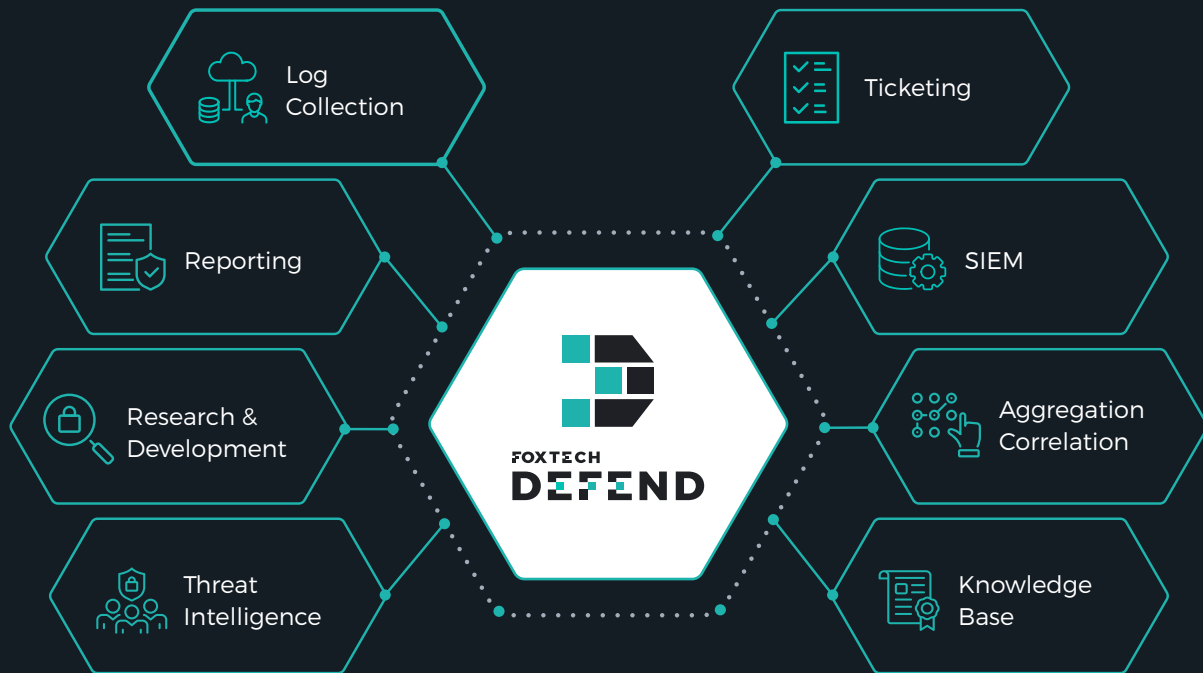 Log
Collection
Ticketing
Reporting
SIEM
Research &
Development
Aggregation
Correlation
FOXTECH
DEFEND
Threat
Intelligence
Knowledge
Base